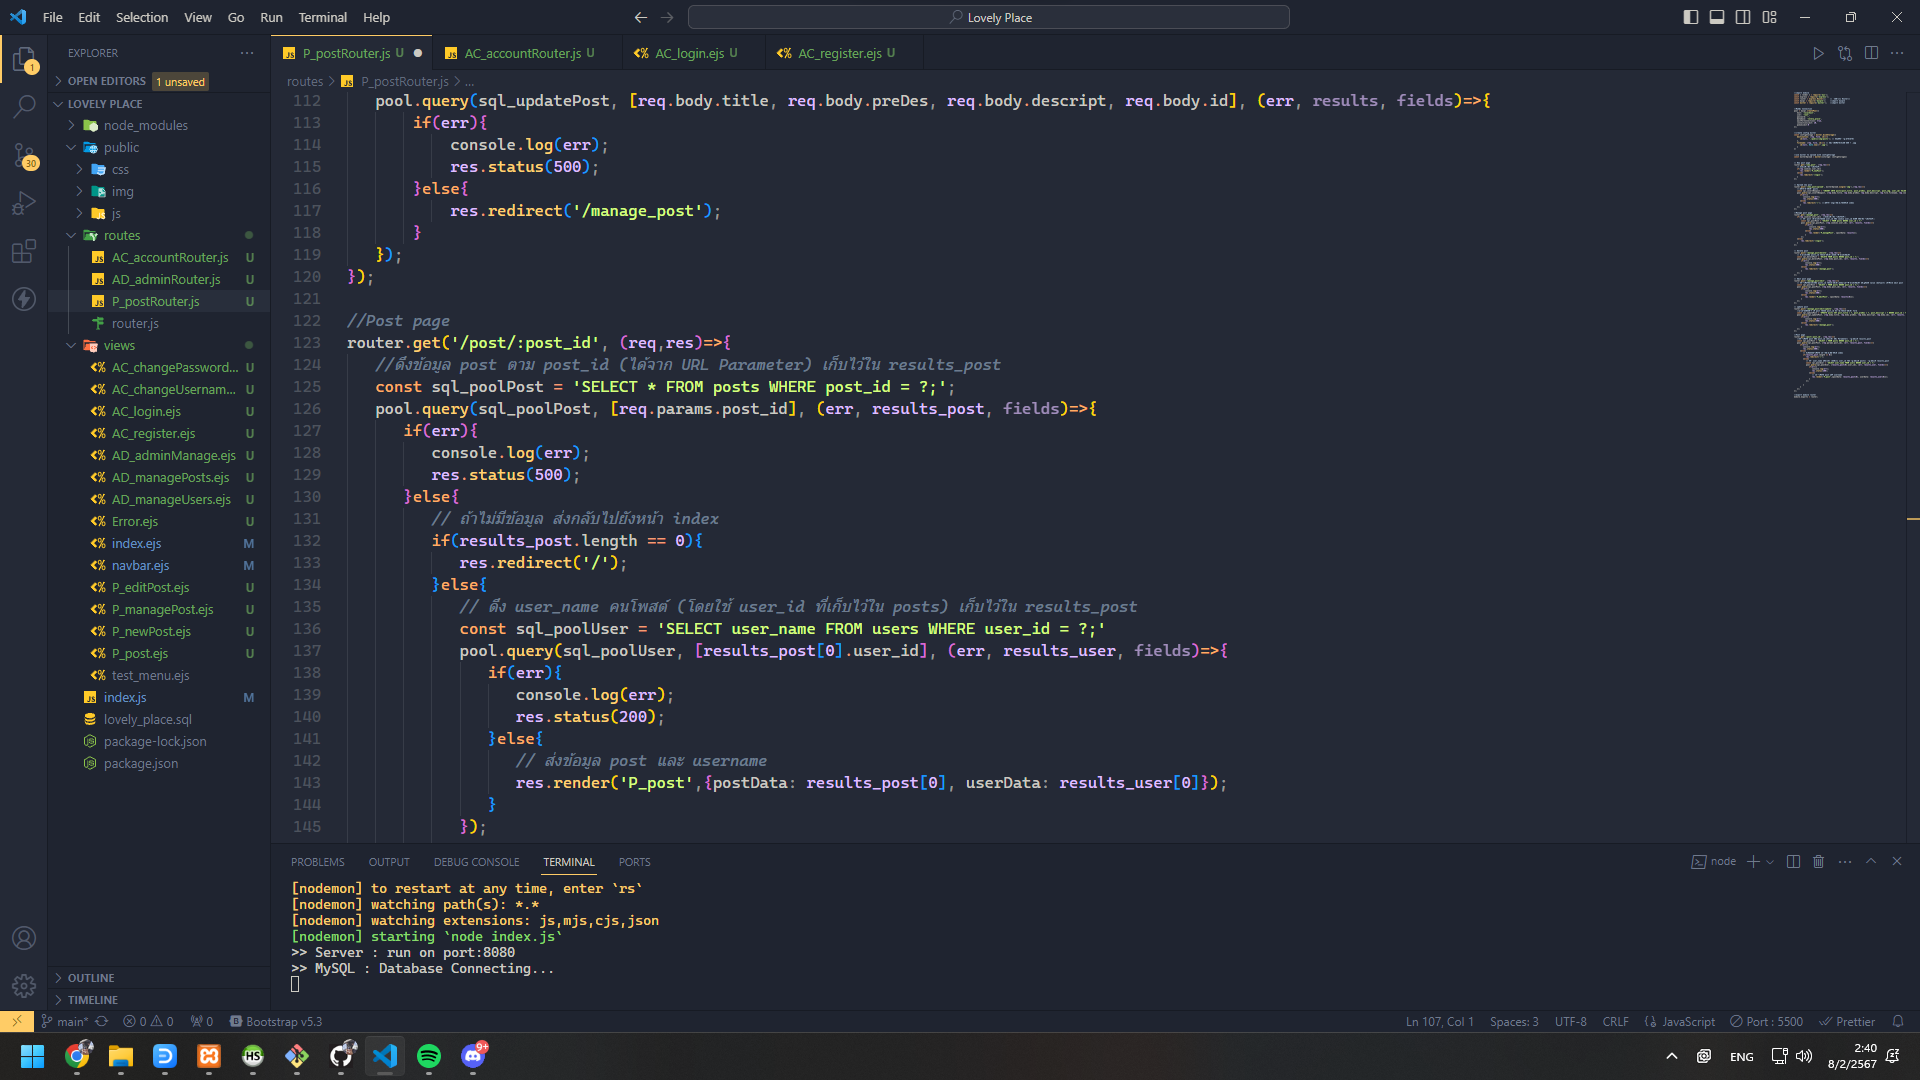 File Edit Selection View Go Run Terminal Help
Lovely Place
EXPLORER
OPEN EDITORS 1 unsaved
LOVELY PLACE
node_modules
public
css
img
js
routes
AC_accountRouter.js U
AD_adminRouter.js U
P_postRouter.js U
router.js
views
AC_changePassword... U
AC_changeUsernam... U
AC_login.ejs U
AC_register.ejs U
AD_adminManage.ejs U
AD_managePosts.ejs U
AD_manageUsers.ejs U
Error.ejs U
index.ejs M
navbar.ejs M
P_editPost.ejs U
P_managePost.ejs U
P_newPost.ejs U
P_post.ejs U
test_menu.ejs
index.js M
lovely_place.sql
package-lock.json
package.json
OUTLINE
TIMELINE
1
30
P_postRouter.js U
AC_accountRouter.js U
AC_login.ejs U
AC_register.ejs U
routes > P_postRouter.js > ...
112 pool.query(sql_updatePost, [req.body.title, req.body.preDes, req.body.descript, req.body.id], (err, results, fields)=>{
113 if(err){
114 console.log(err);
115 res.status(500);
116 }else{
117 res.redirect('/manage_post');
118 }
119 });
120 });
121
122 //Post page
123 router.get('/post/:post_id', (req,res)=>{
124 //ดึงข้อมูล post ตาม post_id (ได้จาก URL Parameter) เก็บไว้ใน results_post
125 const sql_poolPost = 'SELECT * FROM posts WHERE post_id = ?;';
126 pool.query(sql_poolPost, [req.params.post_id], (err, results_post, fields)=>{
127 if(err){
128 console.log(err);
129 res.status(500);
130 }else{
131 // ถ้าไม่มีข้อมูล ส่งกลับไปยังหน้า index
132 if(results_post.length == 0){
133 res.redirect('/');
134 }else{
135 // ดึง user_name คนโพสต์ (โดยใช้ user_id ที่เก็บไว้ใน posts) เก็บไว้ใน results_post
136 const sql_poolUser = 'SELECT user_name FROM users WHERE user_id = ?;'
137 pool.query(sql_poolUser, [results_post[0].user_id], (err, results_user, fields)=>{
138 if(err){
139 console.log(err);
140 res.status(200);
141 }else{
142 // ส่งข้อมูล post และ username
143 res.render('P_post',{postData: results_post[0], userData: results_user[0]});
144 }
145 });
PROBLEMS OUTPUT DEBUG CONSOLE TERMINAL PORTS
node
[nodemon] to restart at any time, enter `rs`
[nodemon] watching path(s): *.*
[nodemon] watching extensions: js,mjs,cjs,json
[nodemon] starting `node index.js`
>> Server : run on port:8080
>> MySQL : Database Connecting...
main* 0 0 0 Bootstrap v5.3
Ln 107, Col 1 Spaces: 3 UTF-8 CRLF JavaScript Port : 5500 Prettier
HS
9+
ENG
2:40
8/2/2567